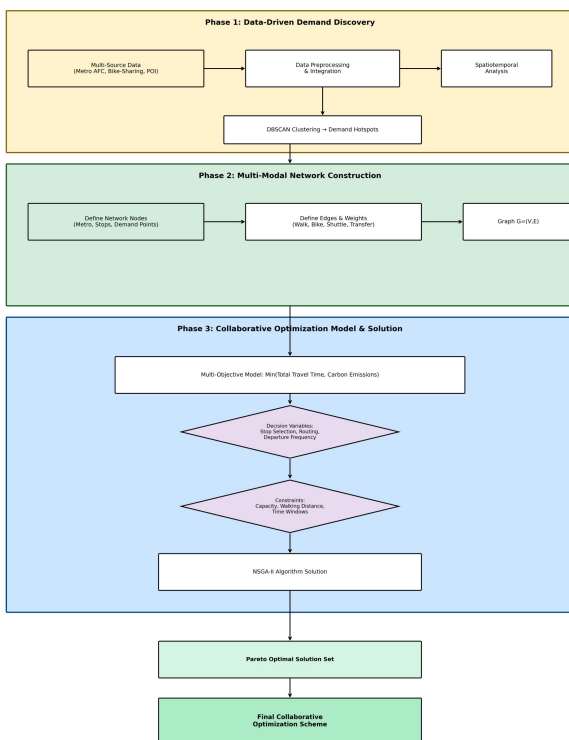 Phase 1: Data-Driven Demand Discovery
Multi-Source Data
(Metro AFC, Bike-Sharing, POI)
Data Preprocessing
& Integration
Spatiotemporal
Analysis
DBSCAN Clustering → Demand Hotspots
Phase 2: Multi-Modal Network Construction
Define Network Nodes
(Metro, Stops, Demand Points)
Define Edges & Weights
(Walk, Bike, Shuttle, Transfer)
Graph G=(V,E)
Phase 3: Collaborative Optimization Model & Solution
Multi-Objective Model: Min(Total Travel Time, Carbon Emissions)
Decision Variables:
Stop Selection, Routing,
Departure Frequency
Constraints:
Capacity, Walking Distance,
Time Windows
NSGA-II Algorithm Solution
Pareto Optimal Solution Set
Final Collaborative
Optimization Scheme